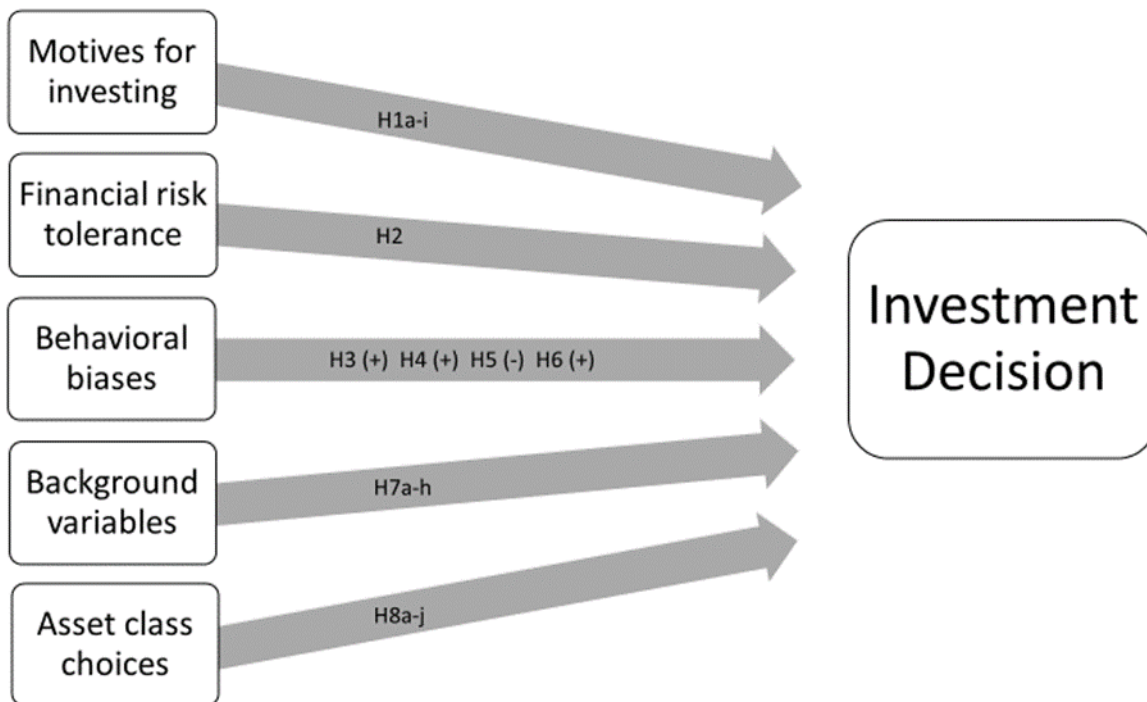 Motives for
investing
H1a-i
Financial risk
tolerance
H2
Behavioral
biases
H3 (+) H4 (+) H5 (-) H6 (+)
Background
variables
H7a-h
Asset class
choices
H8a-j
Investment
Decision